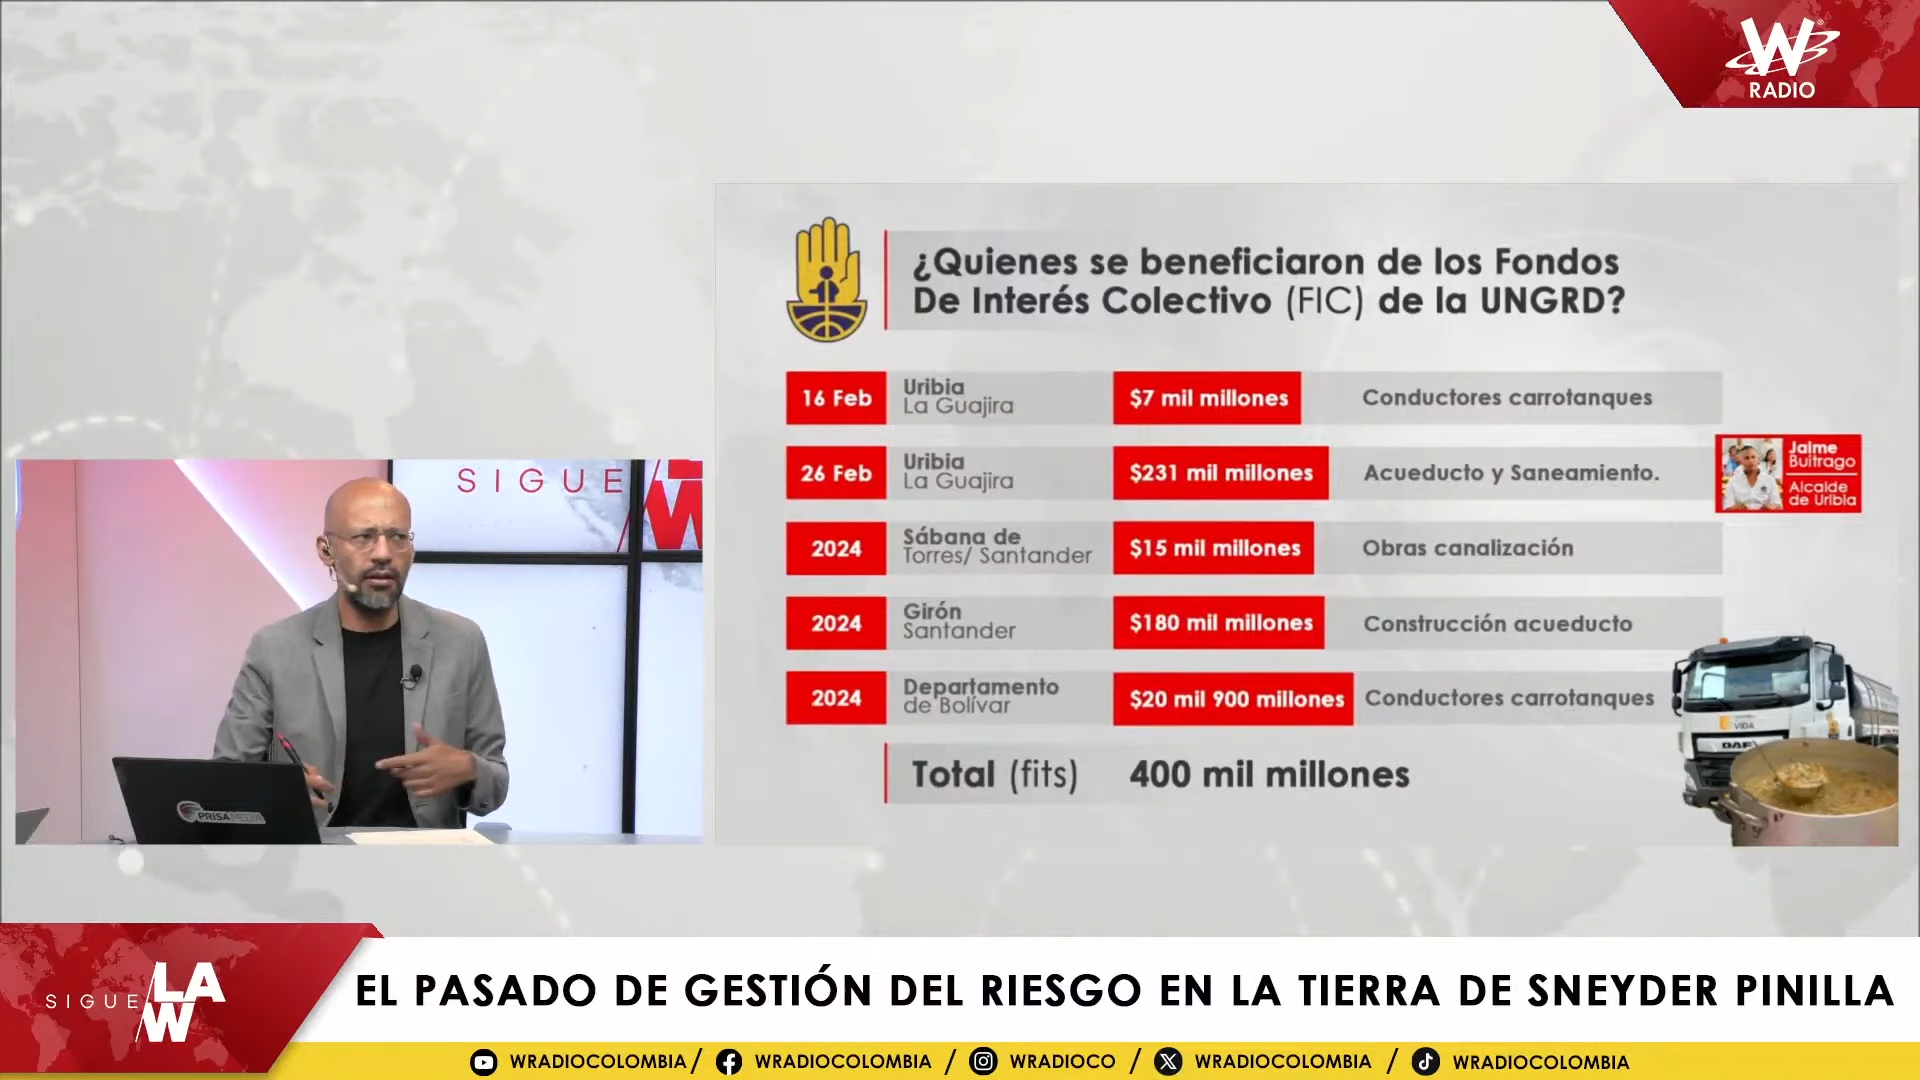 W
RADIO
¿Quienes se beneficiaron de los Fondos
De Interés Colectivo (FIC) de la UNGRD?
16 Feb Uribia La Guajira $7 mil millones Conductores carrotanques
26 Feb Uribia La Guajira $231 mil millones Acueducto y Saneamiento.
Jaime
Buitrago
Alcalde
de Uribia
2024 Sábana de Torres/ Santander $15 mil millones Obras canalización
2024 Girón Santander $180 mil millones Construcción acueducto
2024 Departamento de Bolívar $20 mil 900 millones Conductores carrotanques
Total (fits) 400 mil millones
VIDA
DAF
SIGUE
W
PRISA MEDIA
SIGUE LA W
EL PASADO DE GESTIÓN DEL RIESGO EN LA TIERRA DE SNEYDER PINILLA
WRADIOCOLOMBIA / WRADIOCOLOMBIA / WRADIOCO / WRADIOCOLOMBIA / WRADIOCOLOMBIA